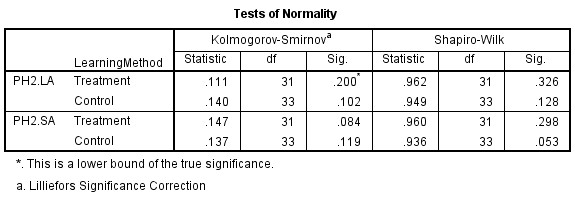 Tests of Normality
Kolmogorov-Smirnov^a Shapiro-Wilk
LearningMethod Statistic df Sig. Statistic df Sig.
PH2.LA Treatment .111 31 .200* .962 31 .326
Control .140 33 .102 .949 33 .128
PH2.SA Treatment .147 31 .084 .960 31 .298
Control .137 33 .119 .936 33 .053
*. This is a lower bound of the true significance.
a. Lilliefors Significance Correction